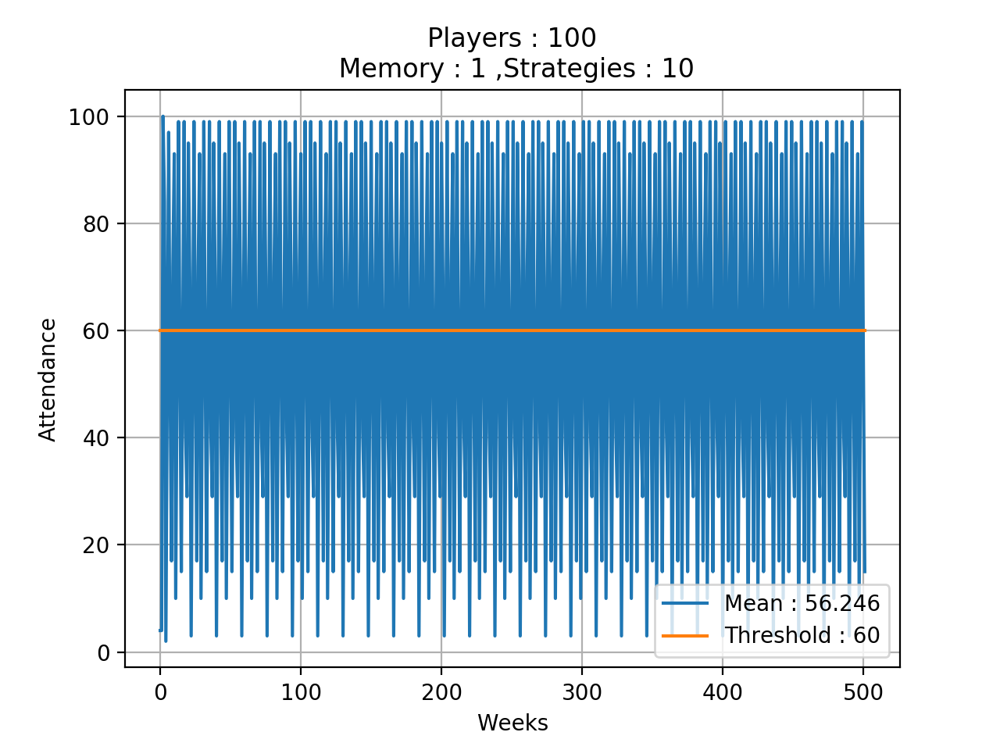 Players : 100
Memory : 1 ,Strategies : 10
100
80
60
40
20
0
Attendance
0
100
200
300
400
500
Weeks
Mean : 56.246
Threshold : 60